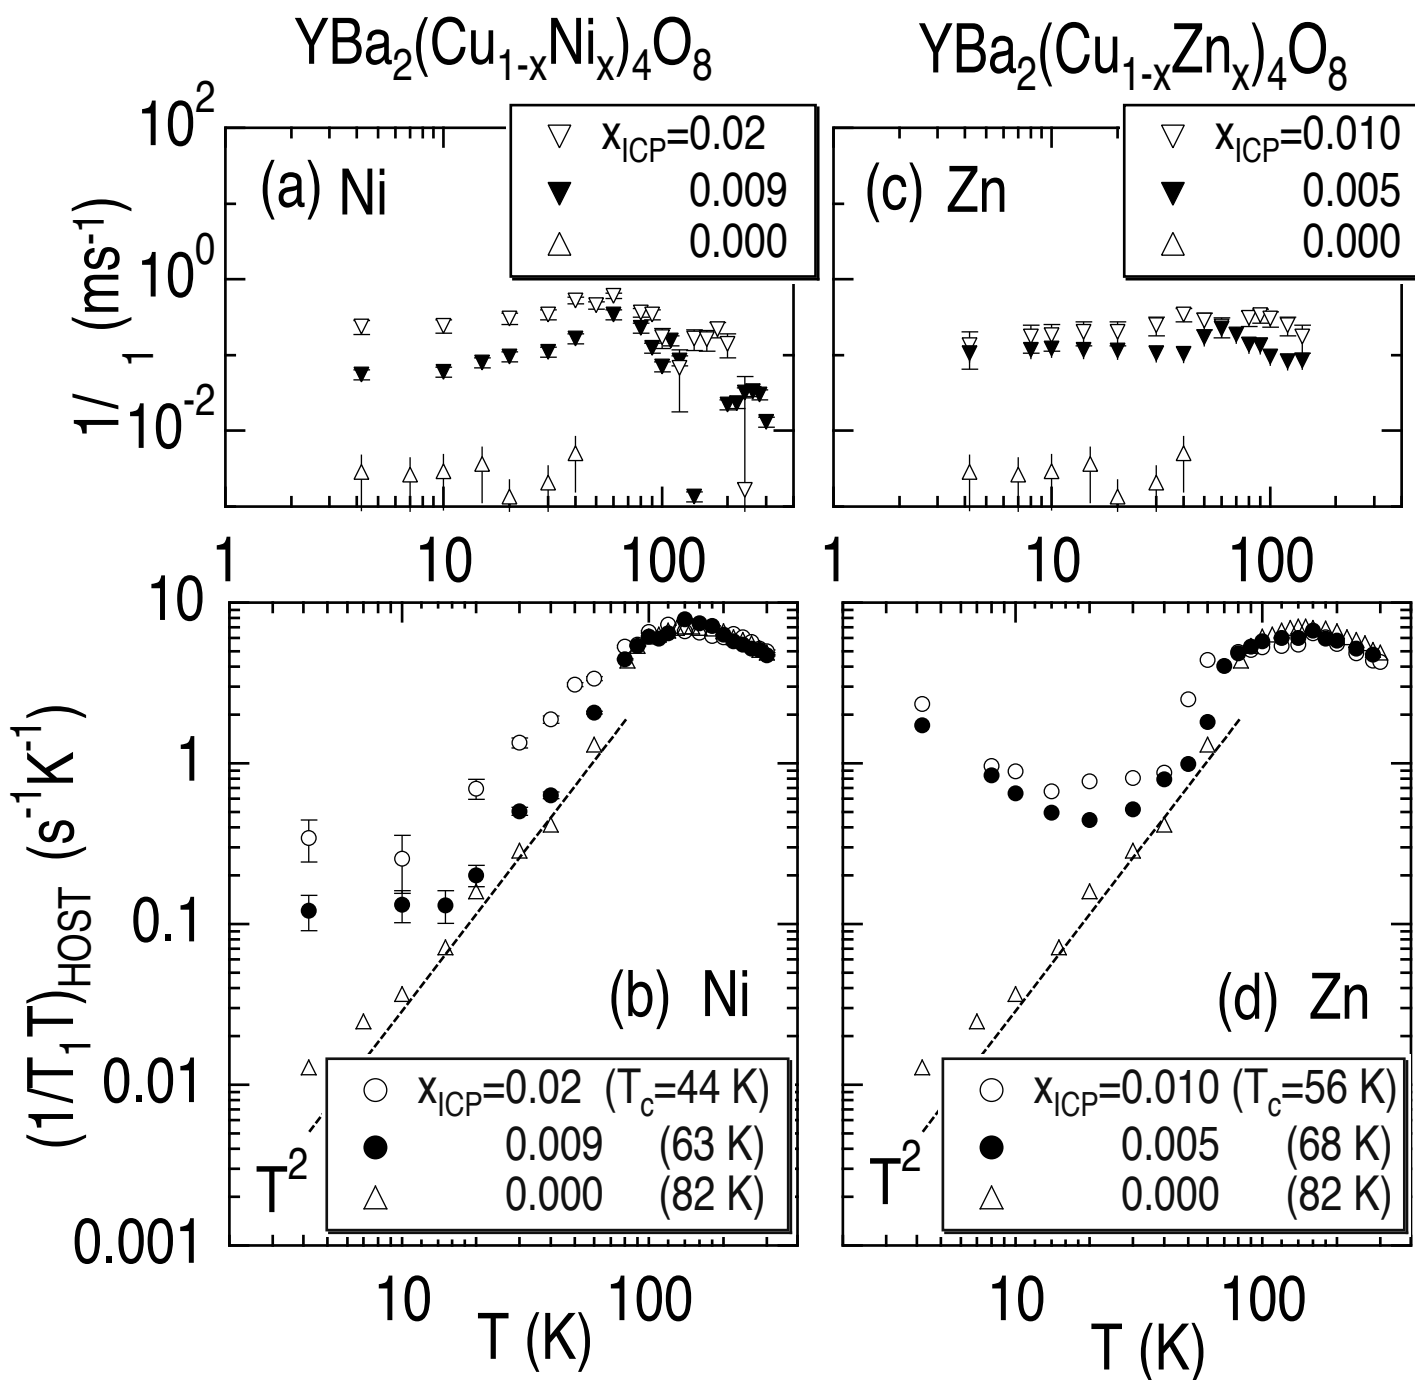 YBa2(Cu1-xNix)4O8
YBa2(Cu1-xZnx)4O8
(a) Ni
▽ xICP=0.02
▼ 0.009
△ 0.000
(c) Zn
▽ xICP=0.010
▼ 0.005
△ 0.000
1/ 1 (ms-1)
10^2
10^0
10^-2
1 10 100
1 10 100
(1/T1T)HOST (s-1K-1)
10
1
0.1
0.01
0.001
(b) Ni
T^2
○ xICP=0.02 (Tc=44 K)
● 0.009 (63 K)
△ 0.000 (82 K)
10 100
T (K)
(d) Zn
T^2
○ xICP=0.010 (Tc=56 K)
● 0.005 (68 K)
△ 0.000 (82 K)
10 100
T (K)